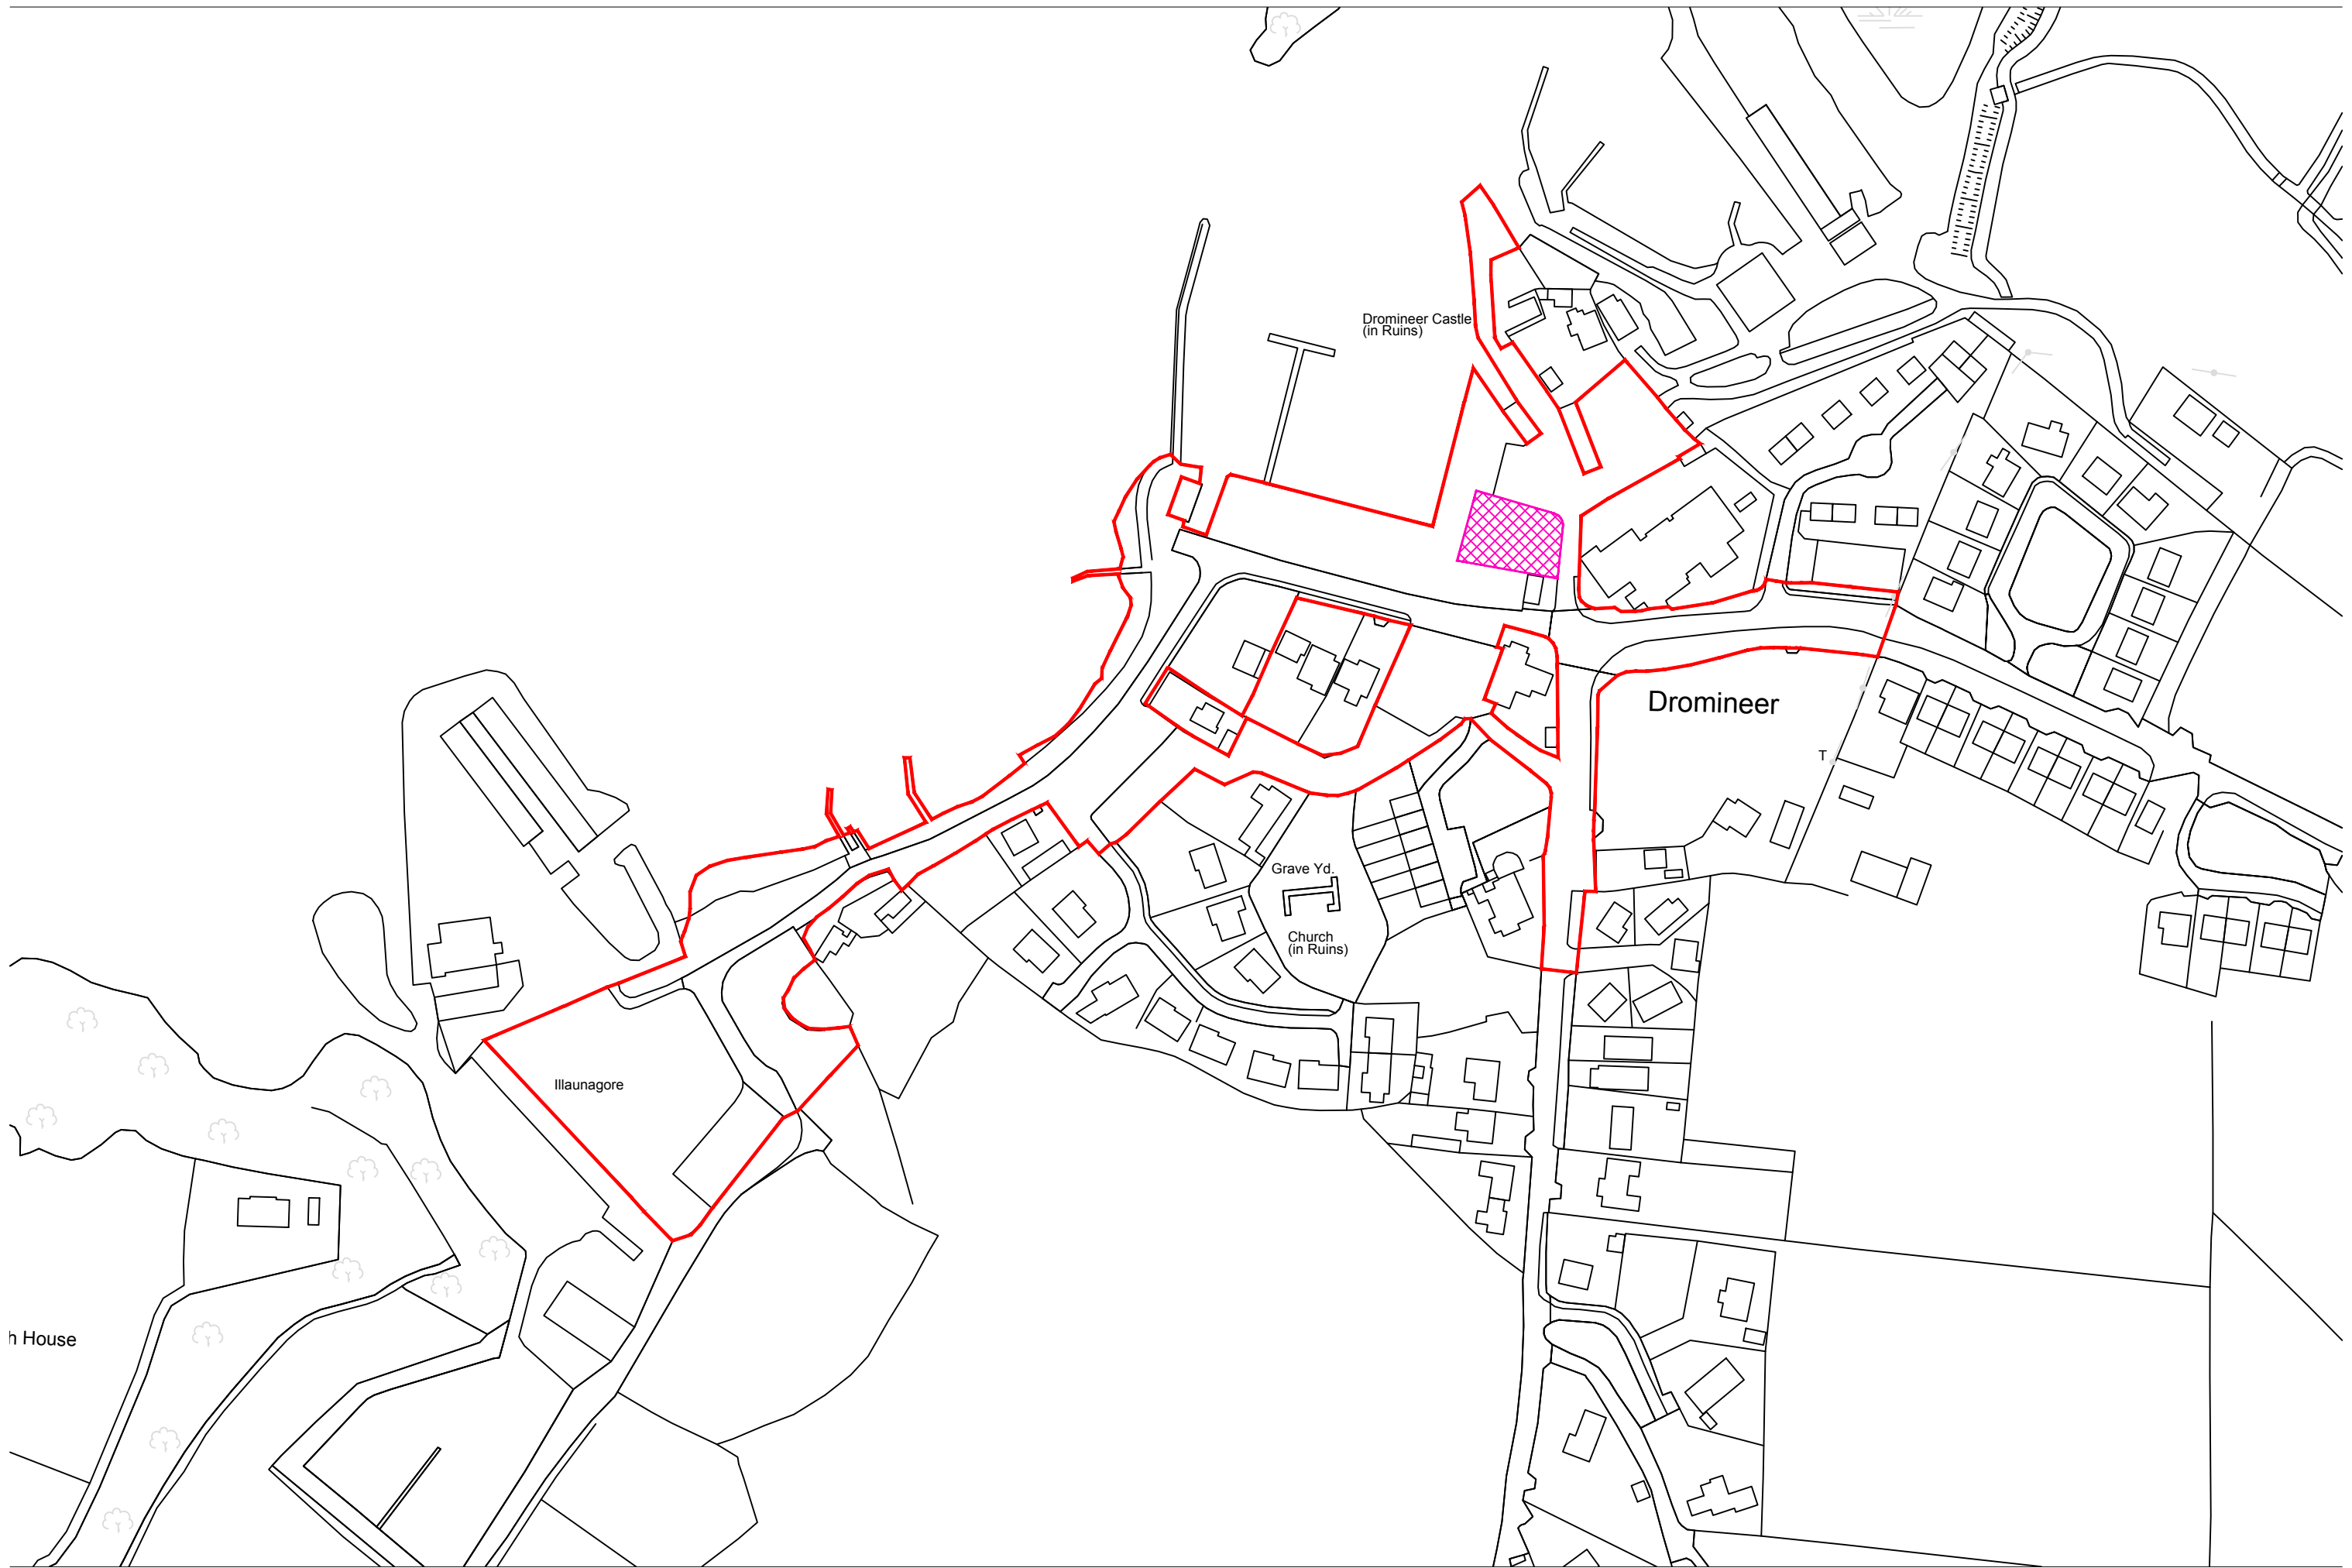 Dromineer Castle
(in Ruins)
Dromineer
T
Grave Yd.
Church
(in Ruins)
Illaunagore
h House